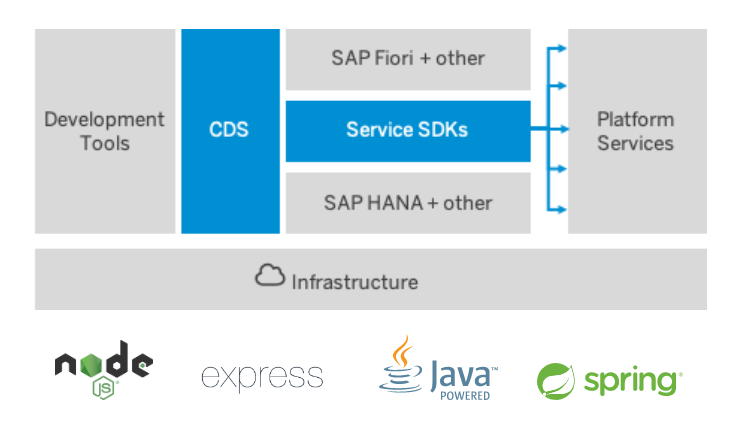 SAP Fiori + other
Development
Tools
CDS
Service SDKs
Platform
Services
SAP HANA + other
Infrastructure
node
JS
express
Java™
POWERED
spring®